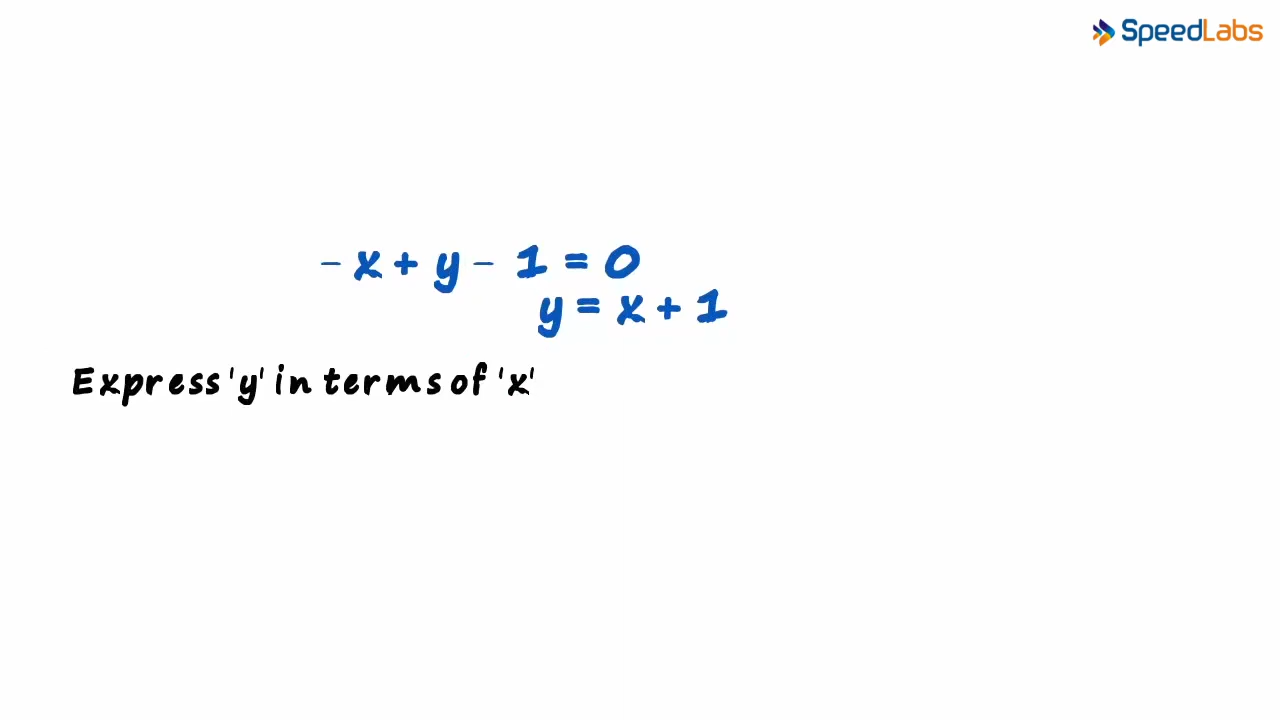 SpeedLabs
- x + y - 1 = 0
y = x + 1
Express 'y' in terms of 'x'